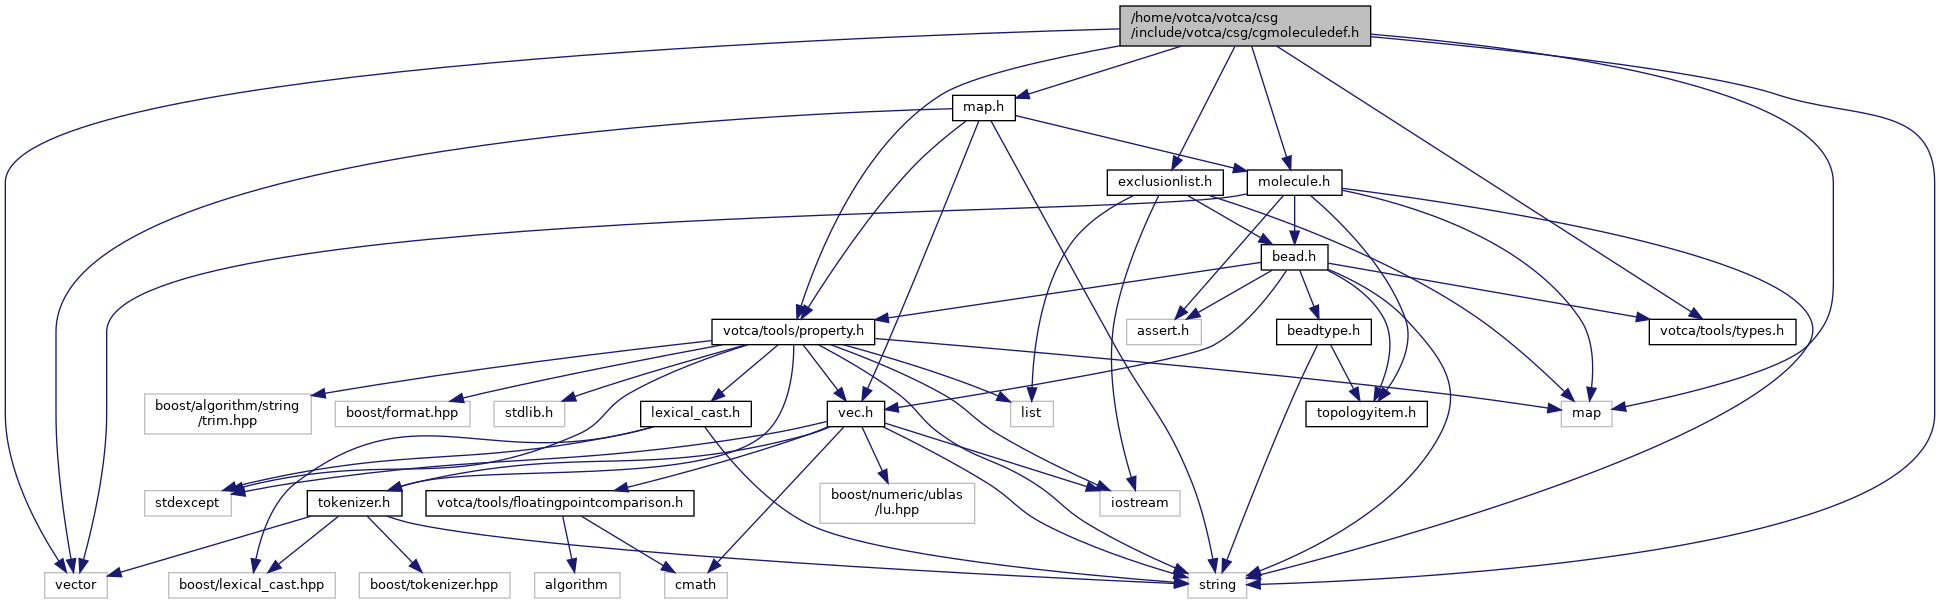 /home/votca/votca/csg
/include/votca/csg/cgmoleculedef.h
map.h
exclusionlist.h
molecule.h
bead.h
votca/tools/property.h
assert.h
beadtype.h
votca/tools/types.h
boost/algorithm/string
/trim.hpp
boost/format.hpp
stdlib.h
lexical_cast.h
vec.h
list
topologyitem.h
map
stdexcept
tokenizer.h
votca/tools/floatingpointcomparison.h
boost/numeric/ublas
/lu.hpp
iostream
vector
boost/lexical_cast.hpp
boost/tokenizer.hpp
algorithm
cmath
string